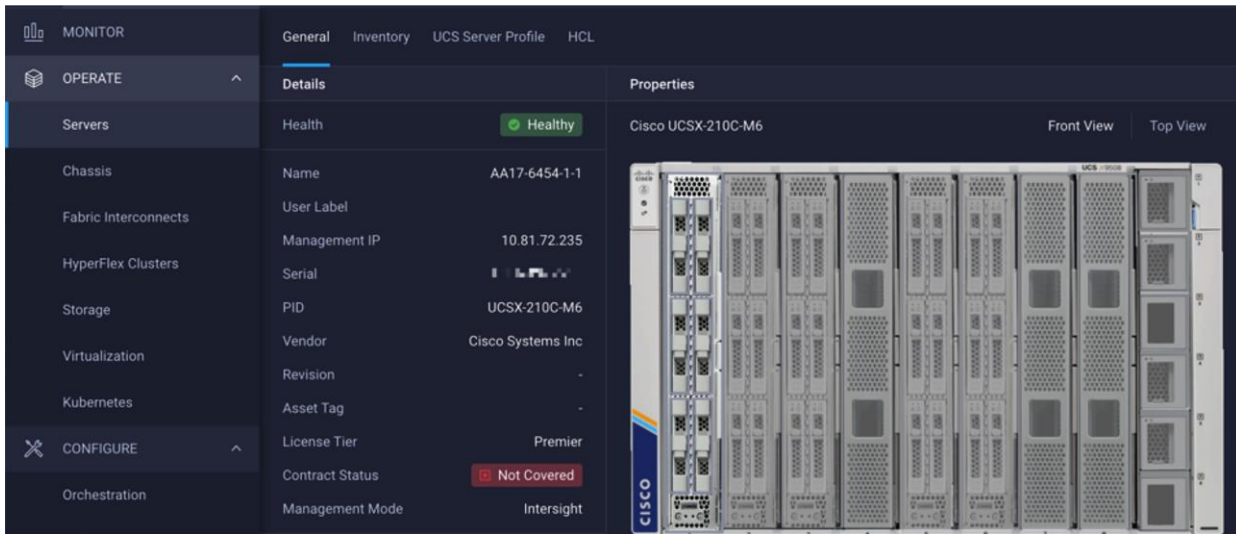 MONITOR
OPERATE
Servers
Chassis
Fabric Interconnects
HyperFlex Clusters
Storage
Virtualization
Kubernetes
CONFIGURE
Orchestration
General Inventory UCS Server Profile HCL
Details
Health Healthy
Name AA17-6454-1-1
User Label
Management IP 10.81.72.235
Serial
PID UCSX-210C-M6
Vendor Cisco Systems Inc
Revision -
Asset Tag -
License Tier Premier
Contract Status Not Covered
Management Mode Intersight
Properties
Cisco UCSX-210C-M6 Front View Top View
UCS X9508
CISCO